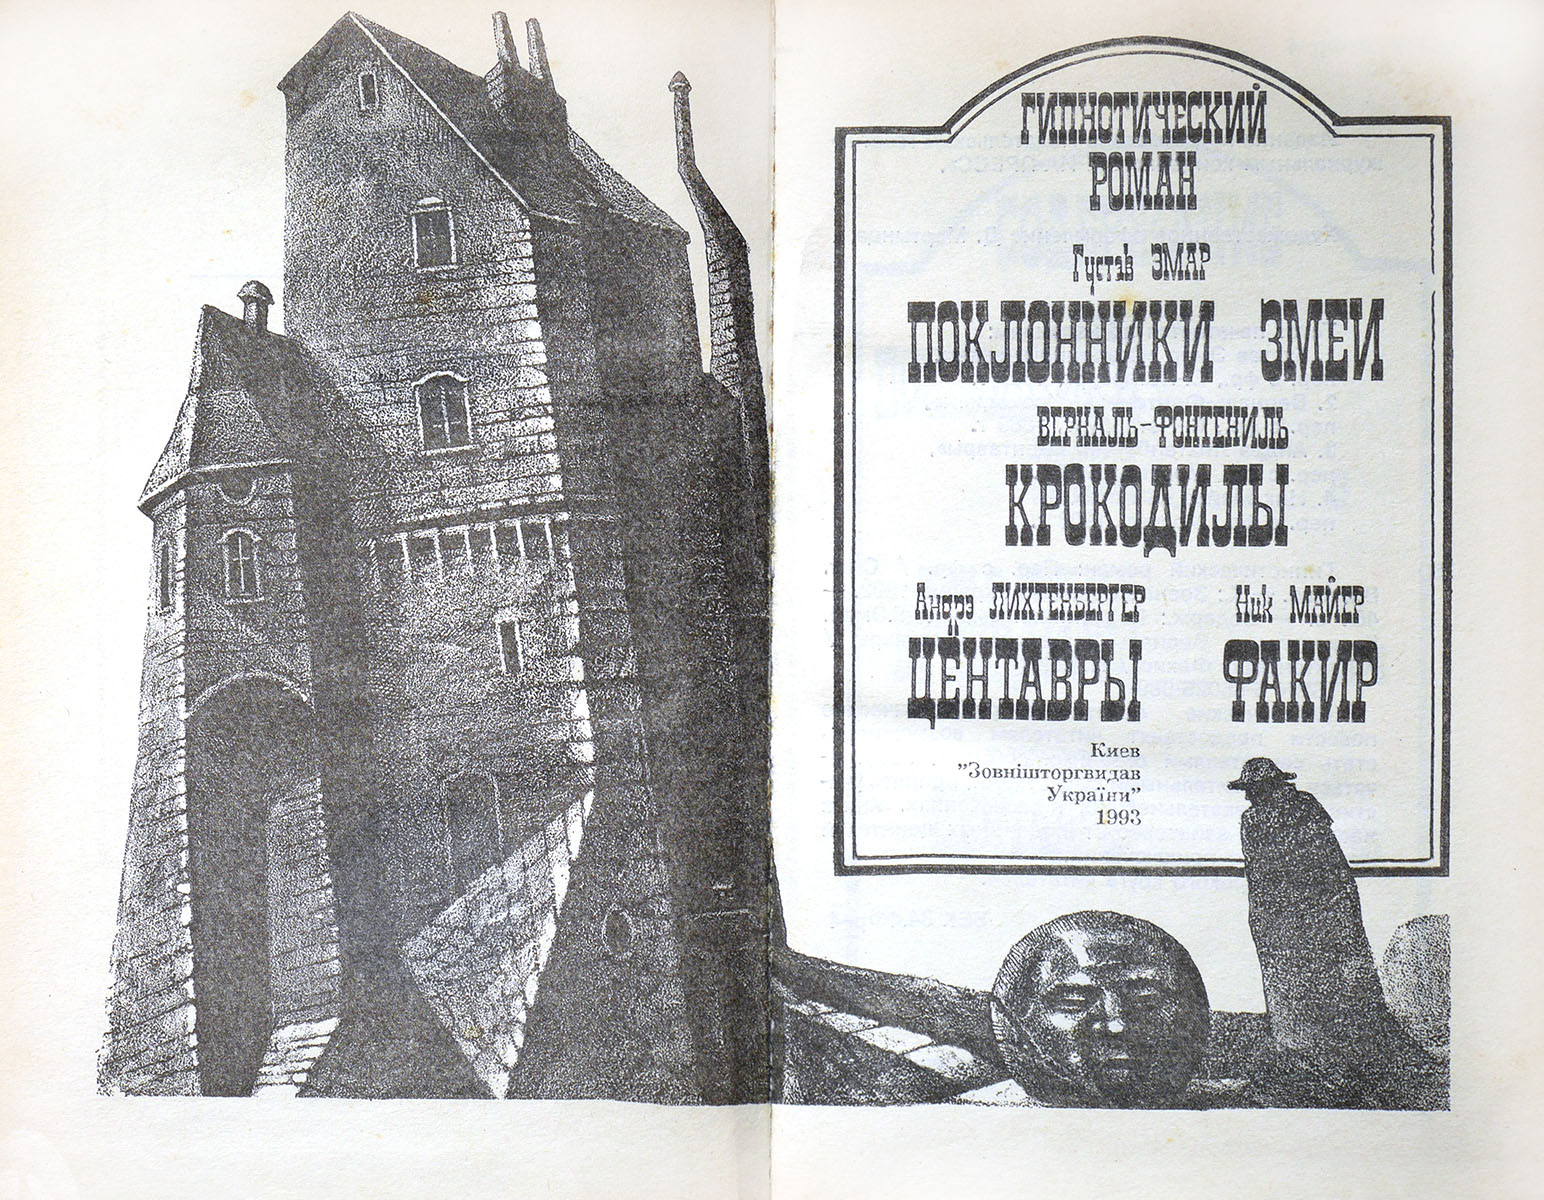 ГИПНОТИЧЕСКИЙ
РОМАН
Густав ЭМАР
ПОКЛОННИКИ ЗМЕИ
ВЕРНАЛЬ-ФОНТЕНИЛЬ
КРОКОДИЛЫ
Андрэ ЛИХТЕНБЕРГЕР
ЦЕНТАВРЫ
Ник МАЙЕР
ФАКИР
Киев
"Зовнішторгвидав
України"
1993